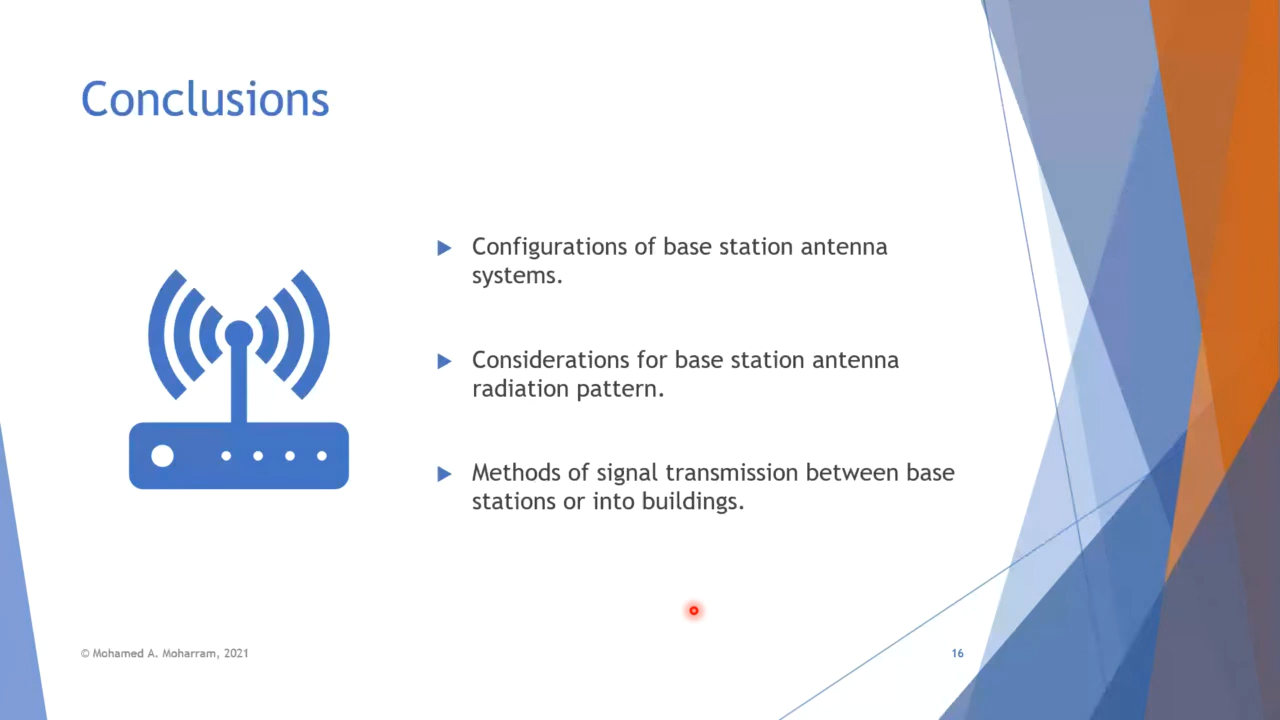 Conclusions
Configurations of base station antenna
systems.
Considerations for base station antenna
radiation pattern.
Methods of signal transmission between base
stations or into buildings.
© Mohamed A. Moharram, 2021
16